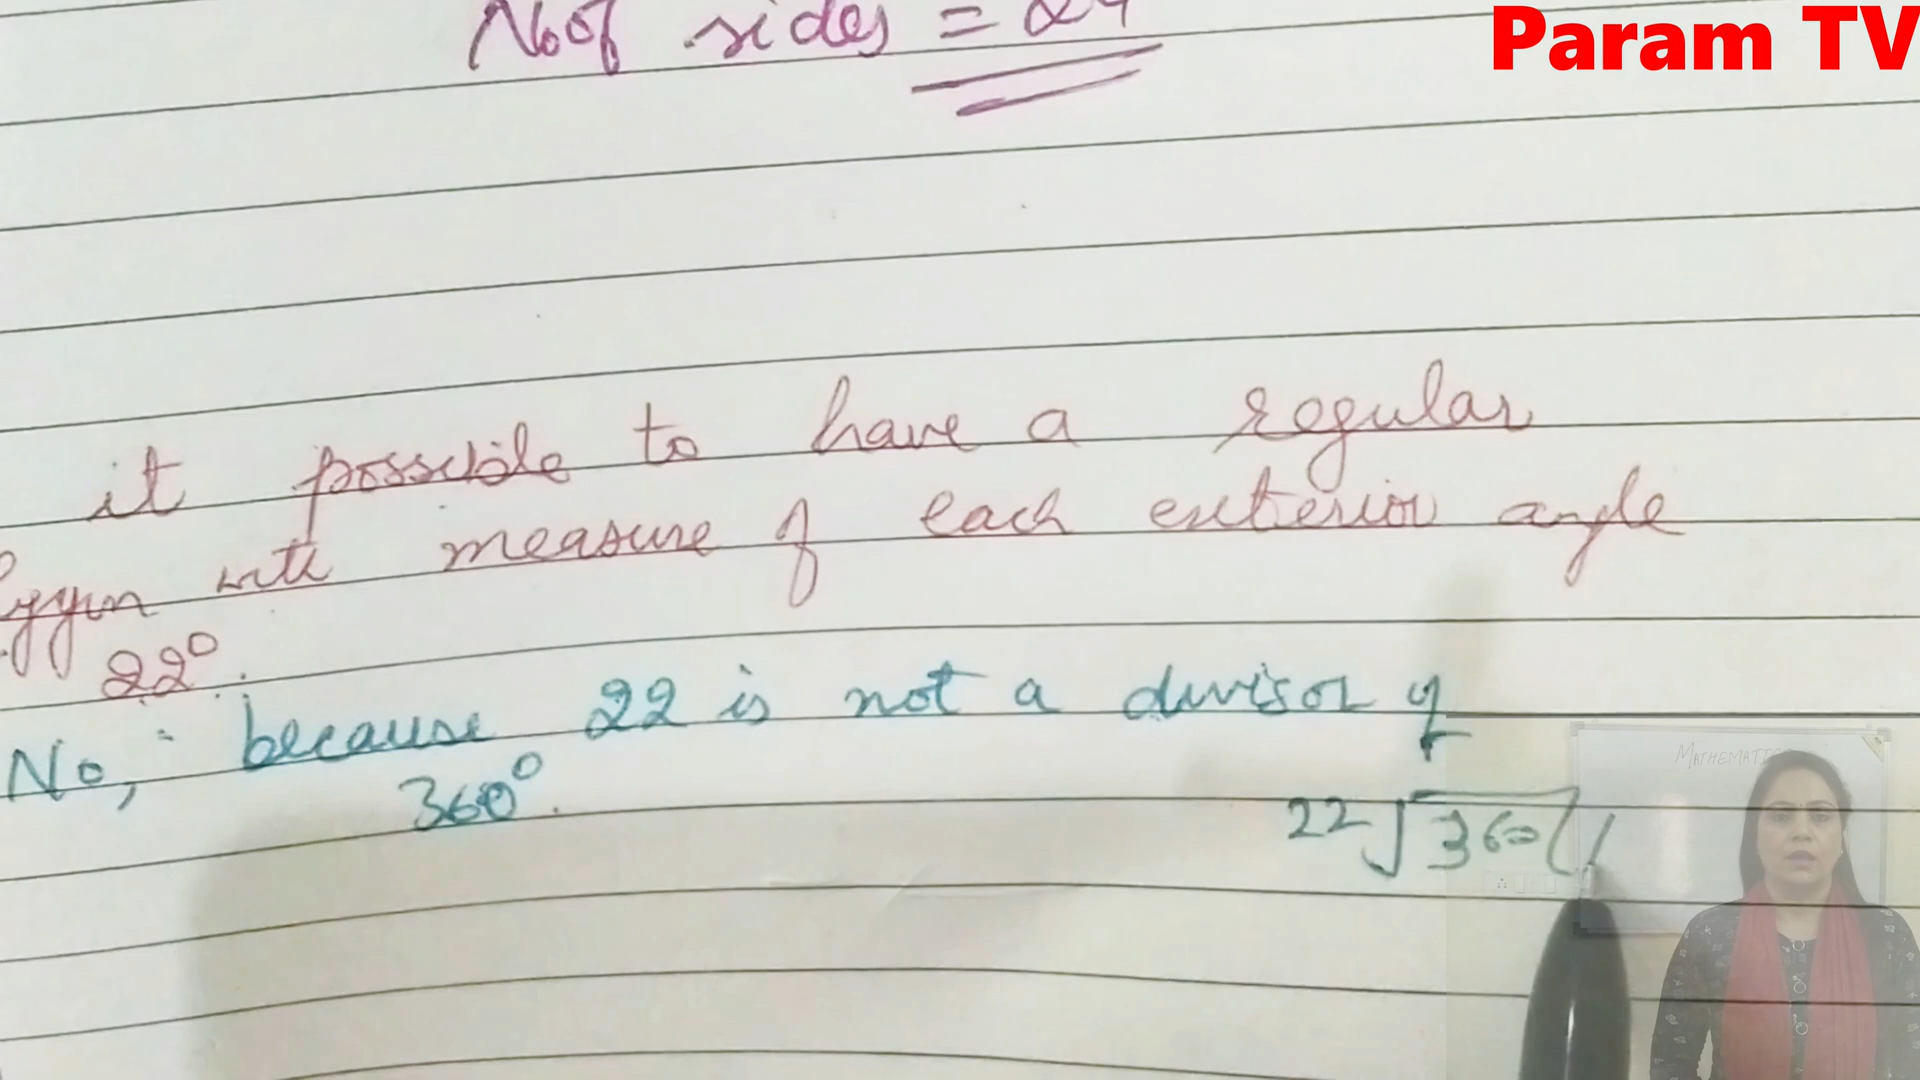 No of sides = 24
Param TV
it possible to have a regular
with measure of each exterior angle
22°.
No, because 22 is not a divisor of
360°.
22√360(
MATHEMATI